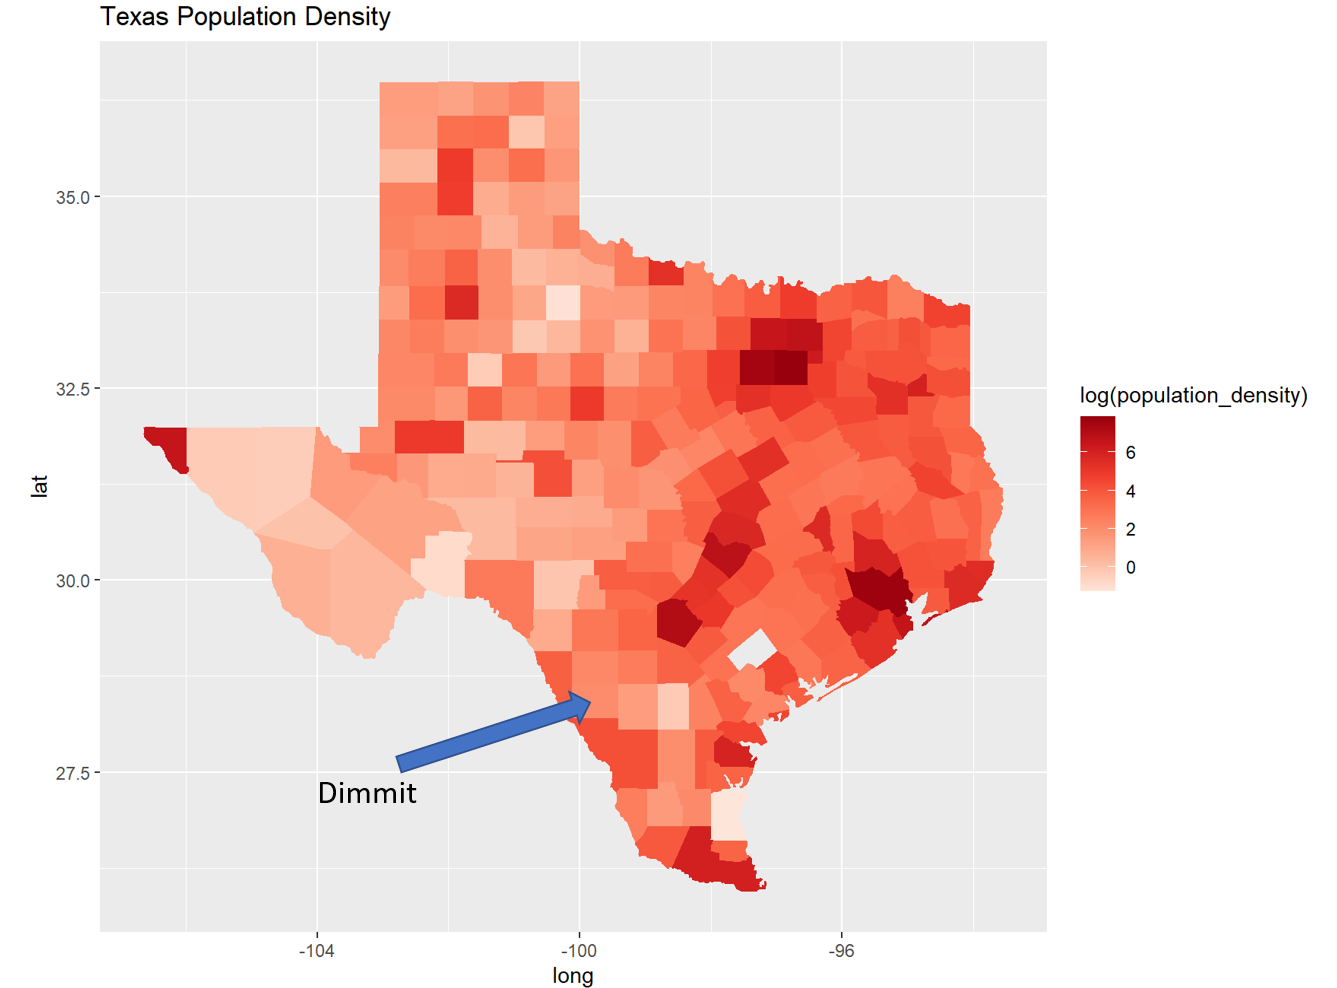 Texas Population Density
35.0
32.5
30.0
27.5
lat
-104
-100
-96
long
log(population_density)
6
4
2
0
Dimmit